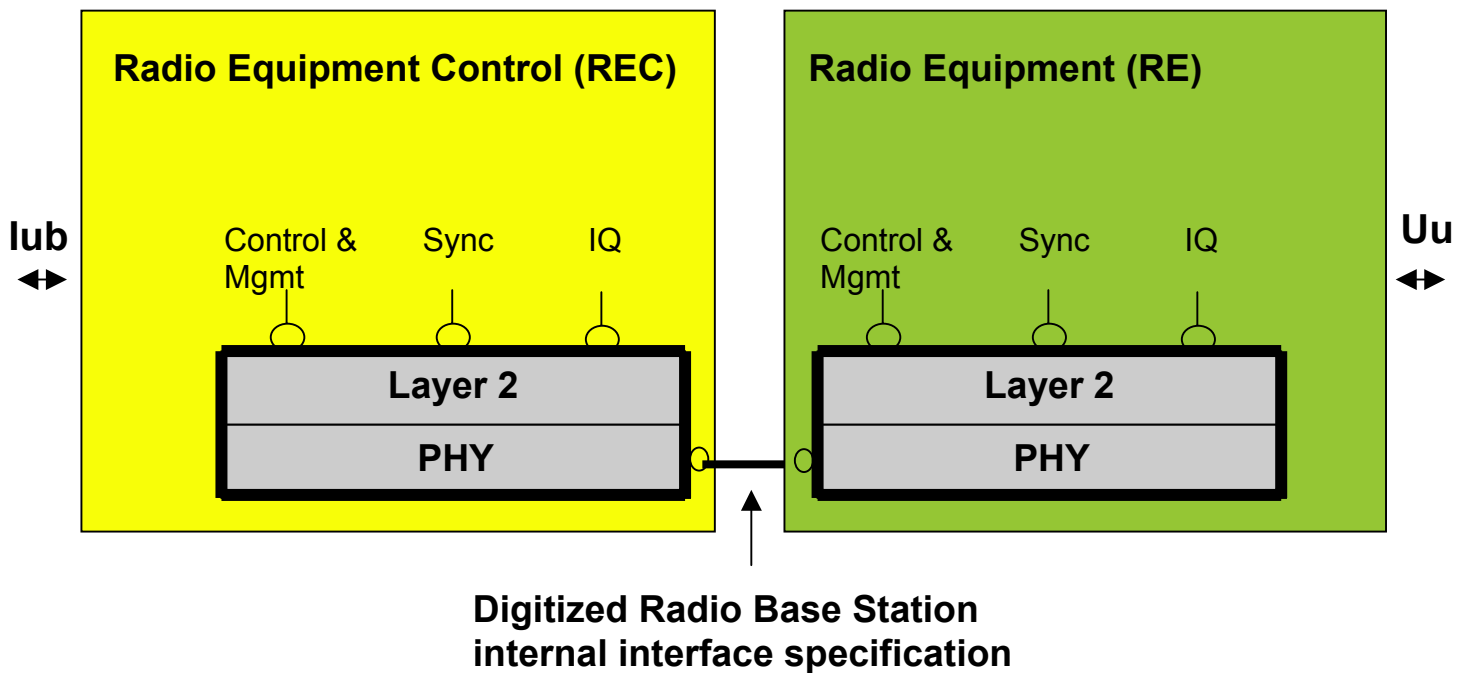 Radio Equipment Control (REC)
Radio Equipment (RE)
Iub
Uu
Control &
Mgmt
Sync
IQ
Control &
Mgmt
Sync
IQ
Layer 2
PHY
Layer 2
PHY
Digitized Radio Base Station
internal interface specification